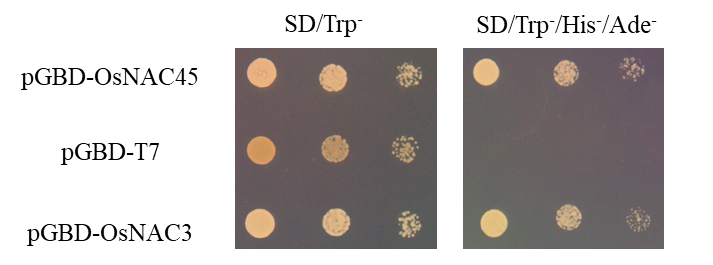 SD/Trp⁻ SD/Trp⁻/His⁻/Ade⁻
pGBD-OsNAC45
pGBD-T7
pGBD-OsNAC3